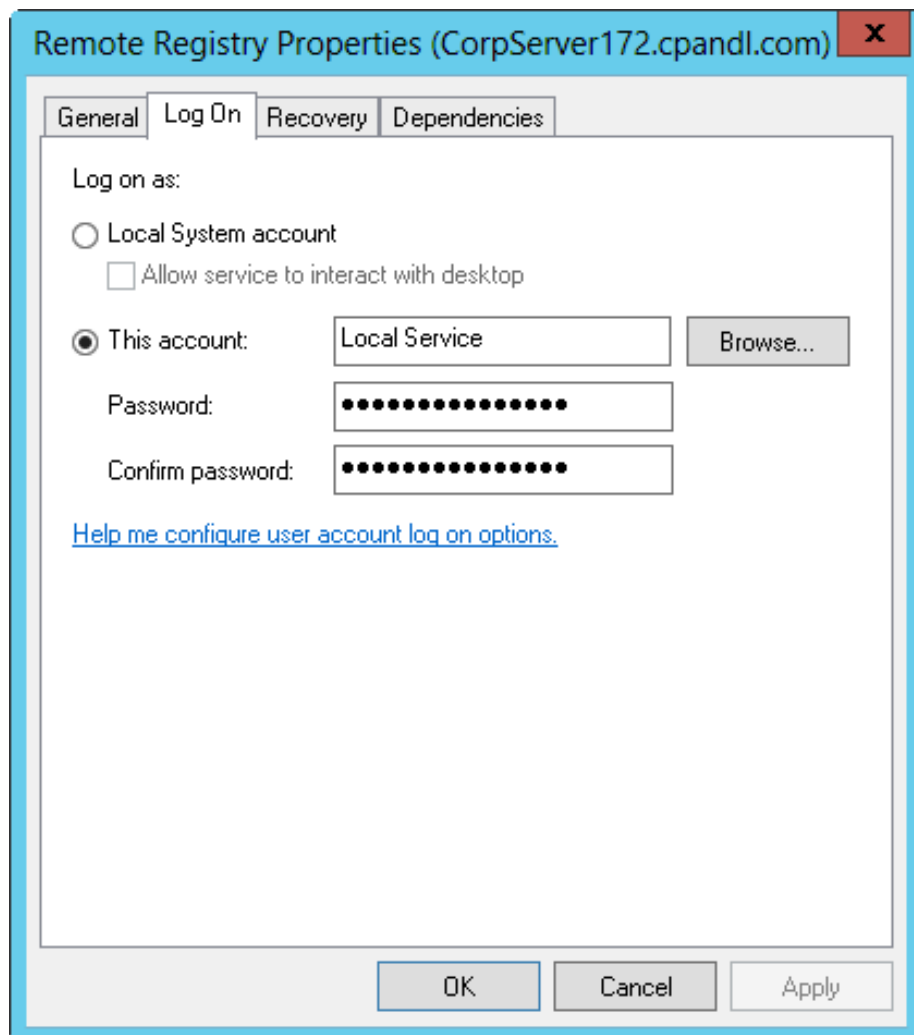 Remote Registry Properties (CorpServer172.cpandl.com) x
General Log On Recovery Dependencies
Log on as:
Local System account
Allow service to interact with desktop
This account: Local Service Browse...
Password: ●●●●●●●●●●●●●●●
Confirm password: ●●●●●●●●●●●●●●●
Help me configure user account log on options.
OK Cancel Apply